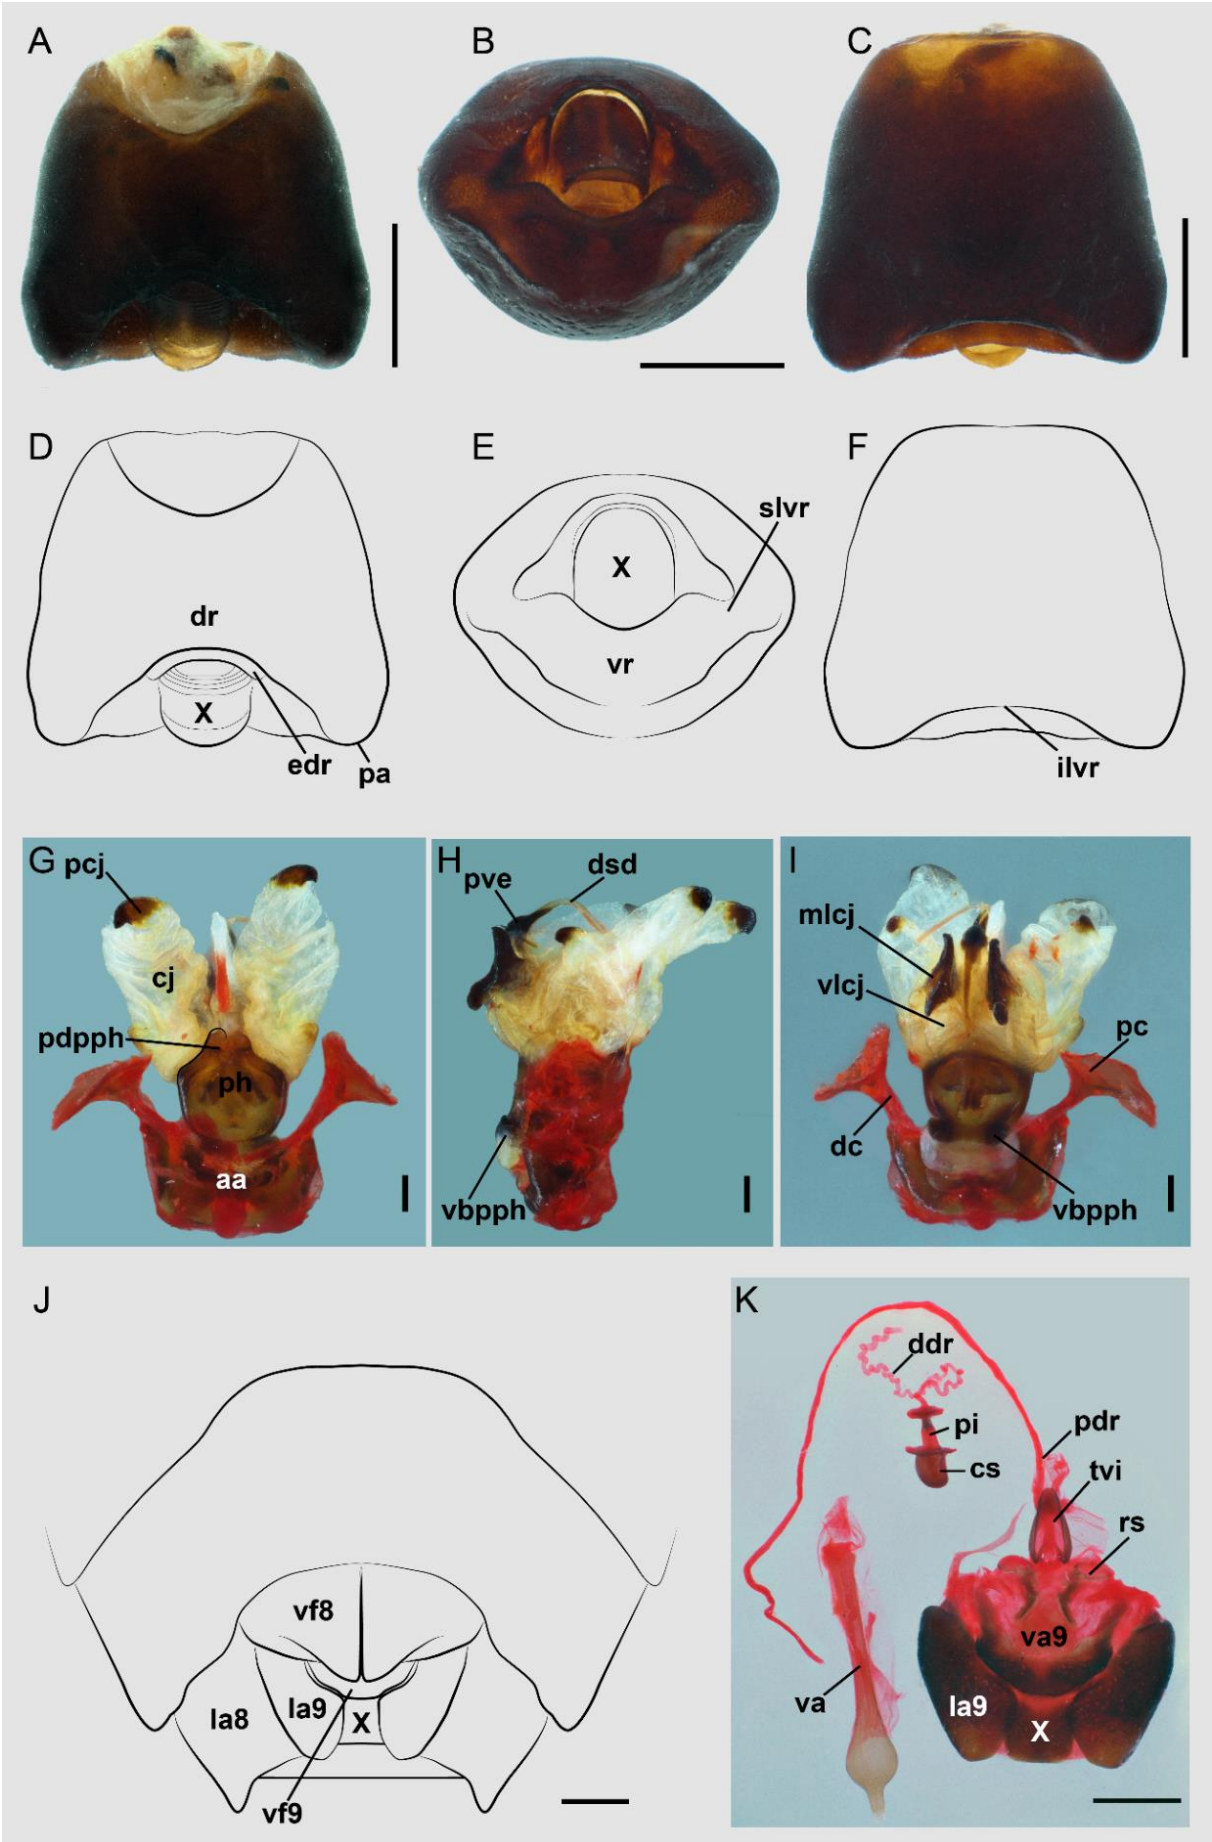 A
B
C
D
E
F
slvr
X
dr
vr
X
edr
pa
ilvr
G
pcj
H
pve
dsd
I
mlcj
cj
vlcj
pdpph
pc
ph
dc
aa
vbpph
vbpph
J
K
ddr
pi
pdr
cs
tvi
rs
vf8
va9
la9
la8
X
va
la9
X
vf9